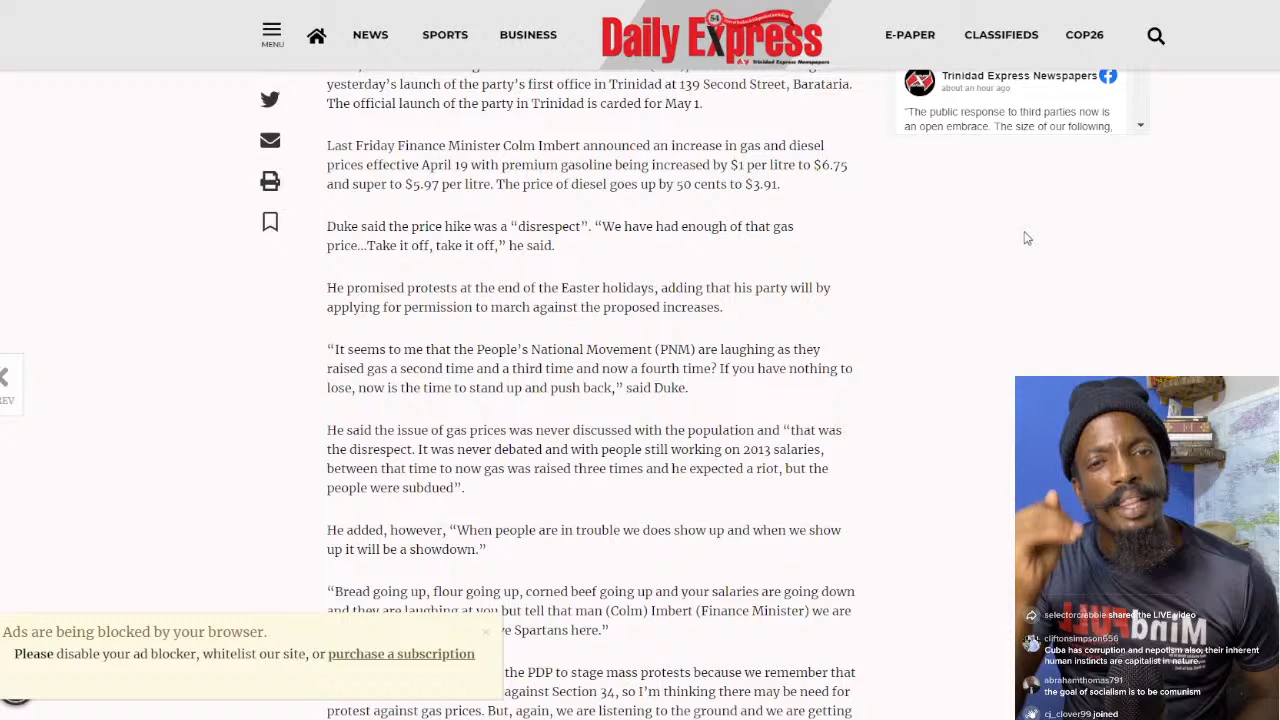 MENU
NEWS
SPORTS
BUSINESS
54
Daily Express
Trinidad Express Newspapers
E-PAPER
CLASSIFIEDS
COP26
yesterday's launch of the party's first office in Trinidad at 139 Second Street, Barataria.
The official launch of the party in Trinidad is carded for May 1.
Last Friday Finance Minister Colm Imbert announced an increase in gas and diesel
prices effective April 19 with premium gasoline being increased by $1 per litre to $6.75
and super to $5.97 per litre. The price of diesel goes up by 50 cents to $3.91.
Duke said the price hike was a “disrespect”. “We have had enough of that gas
price...Take it off, take it off,” he said.
He promised protests at the end of the Easter holidays, adding that his party will by
applying for permission to march against the proposed increases.
“It seems to me that the People's National Movement (PNM) are laughing as they
raised gas a second time and a third time and now a fourth time? If you have nothing to
lose, now is the time to stand up and push back,” said Duke.
He said the issue of gas prices was never discussed with the population and “that was
the disrespect. It was never debated and with people still working on 2013 salaries,
between that time to now gas was raised three times and he expected a riot, but the
people were subdued”.
He added, however, “When people are in trouble we does show up and when we show
up it will be a showdown.”
“Bread going up, flour going up, corned beef going up and your salaries are going down
and they are laughing at you but tell that man (Colm) Imbert (Finance Minister) we are
ve Spartans here.”
the PDP to stage mass protests because we remember that
against Section 34, so I'm thinking there may be need for
protest against gas prices. But, again, we are listening to the ground and we are getting
REV
Ads are being blocked by your browser.
×
Please disable your ad blocker, whitelist our site, or purchase a subscription
Trinidad Express Newspapers
about an hour ago
“The public response to third parties now is
an open embrace. The size of our following,
MindFULL
selectorcrabbie shared the LIVE video
cliftonsimpson656
Cuba has corruption and nepotism also, their inherent
human instincts are capitalist in nature.
abrahamthomas791
the goal of socialism is to be comunism
cj_clover99 joined